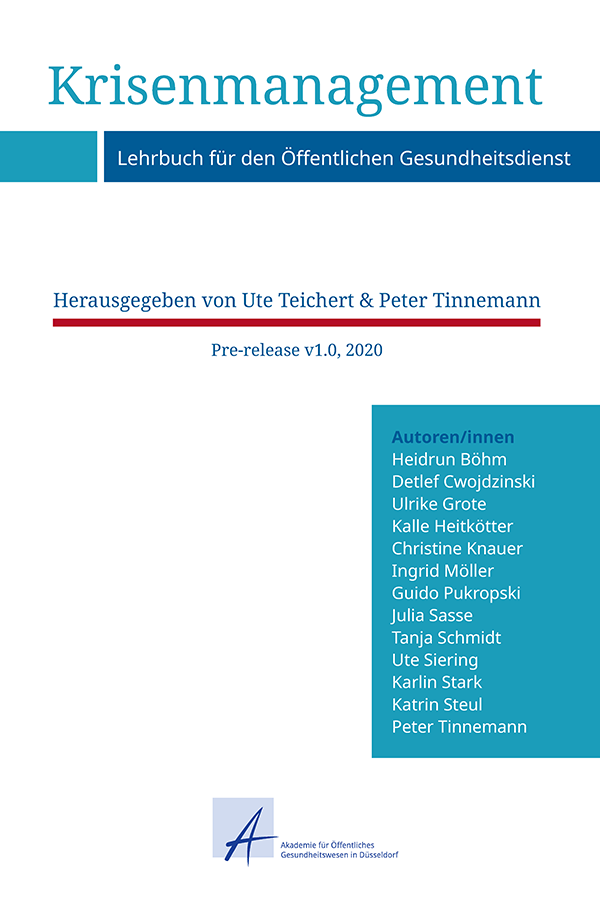 Krisenmanagement
Lehrbuch für den Öffentlichen Gesundheitsdienst
Herausgegeben von Ute Teichert & Peter Tinnemann
Pre-release v1.0, 2020
Autoren/innen
Heidrun Böhm
Detlef Cwojdzinski
Ulrike Grote
Kalle Heitkötter
Christine Knauer
Ingrid Möller
Guido Pukropski
Julia Sasse
Tanja Schmidt
Ute Siering
Karlin Stark
Katrin Steul
Peter Tinnemann
A
Akademie für Öffentliches
Gesundheitswesen in Düsseldorf